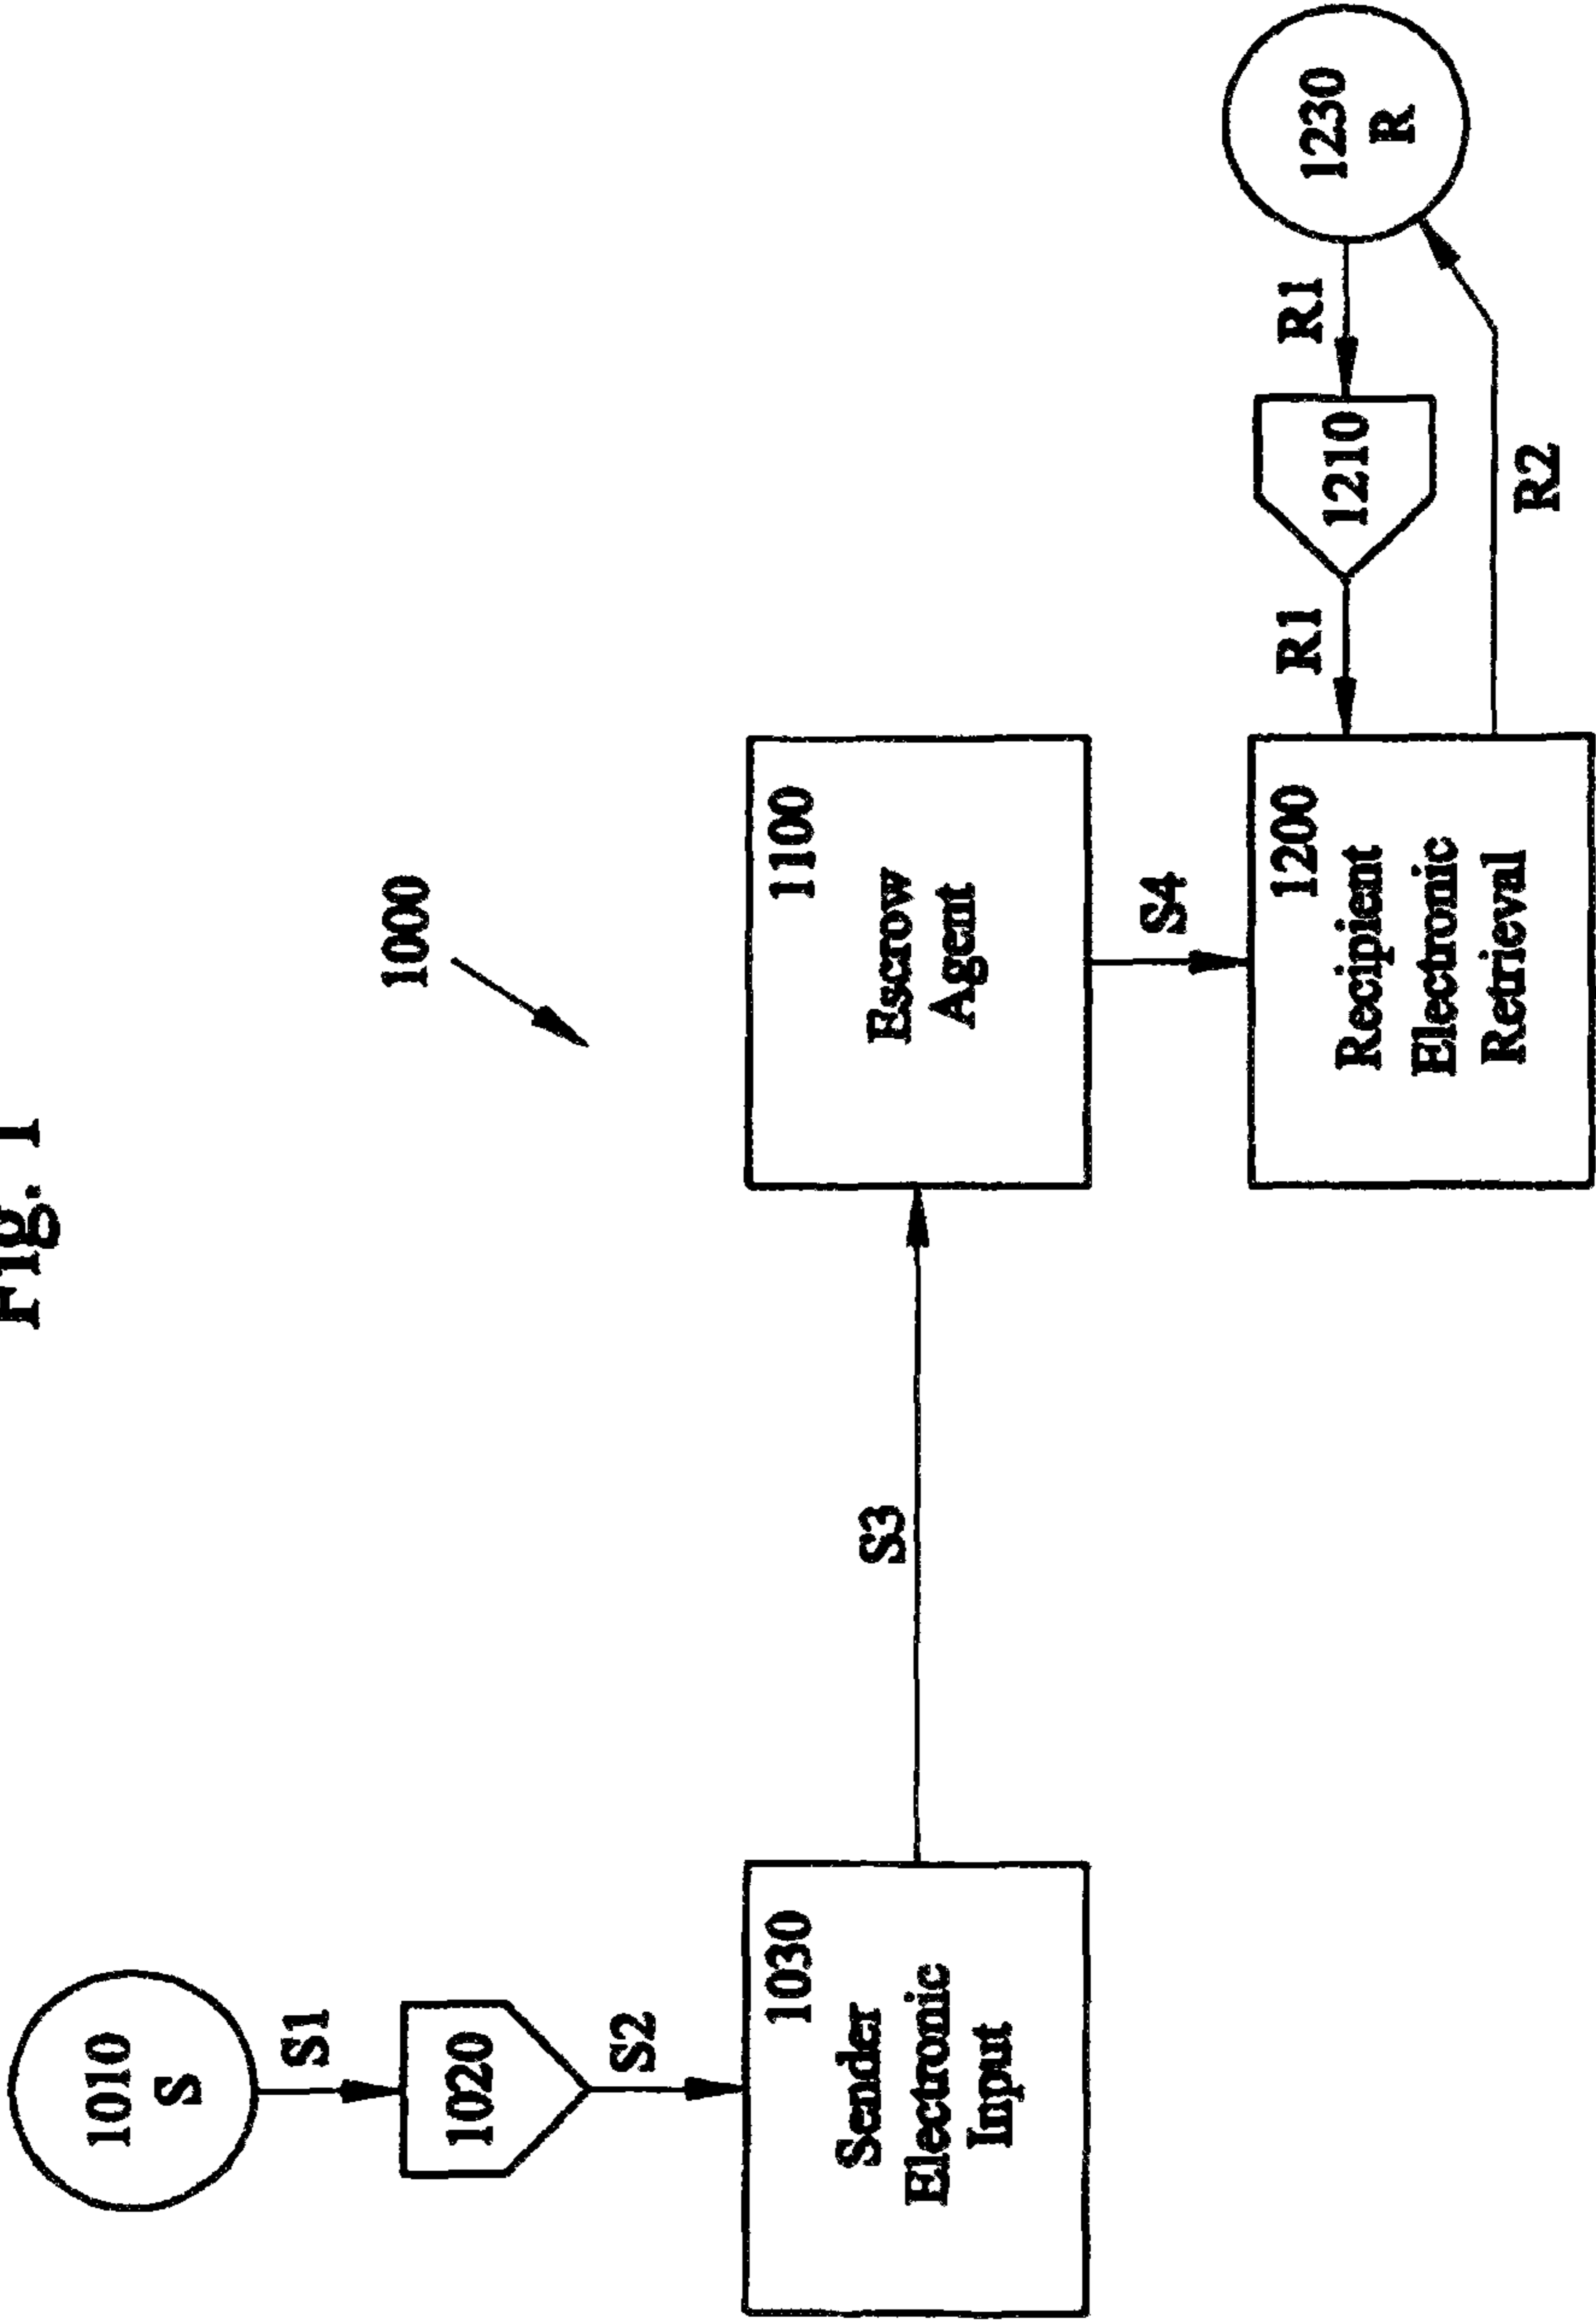 Fig. 1
1000
1010
S
S1
1020
S2
1030
Sender
Electronic
Input
S3
1100
Escrow
Agent
S4
1200
Recipient
Electronic
Retrieval
R1
1210
R1
1230
R
R2